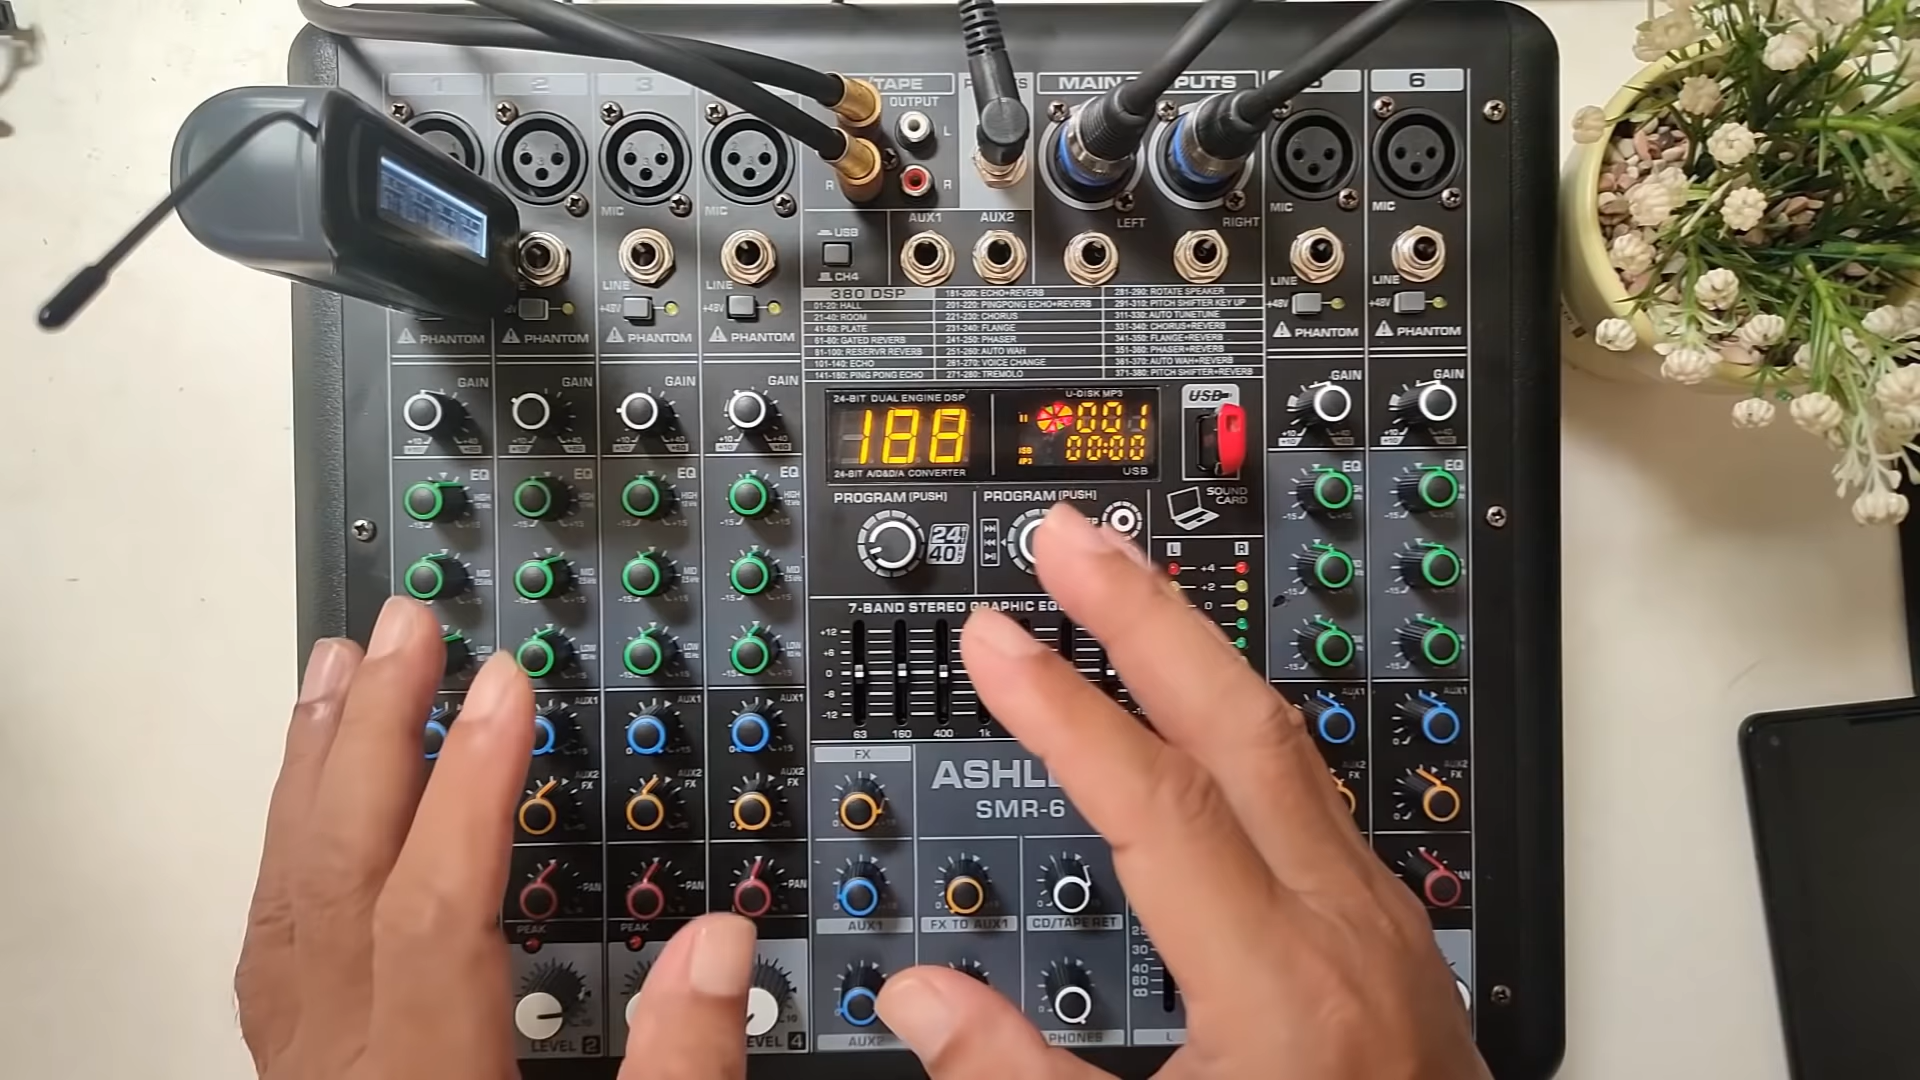 1 2 3 /TAPE MAIN 6
OUTPUT
L
R R
MIC MIC MIC MIC
AUX1 AUX2 LEFT RIGHT
USB
CH4
LINE LINE LINE LINE
+48V +48V +48V +48V
PHANTOM PHANTOM PHANTOM PHANTOM PHANTOM PHANTOM
380 DSP
01-20: HALL
21-40: ROOM
41-60: PLATE
61-80: GATED REVERB
81-100: RESERVR REVERB
101-140: ECHO
141-180: PING PONG ECHO
181-200: ECHO+REVERB
201-220: PINGPONG ECHO+REVERB
221-230: CHORUS
231-240: FLANGE
241-250: PHASER
251-260: AUTO WAH
261-270: VOICE CHANGE
271-280: TREMOLO
281-290: ROTATE SPEAKER
291-310: PITCH SHIFTER KEY UP
311-330: AUTO TUNETUNE
331-340: CHORUS+REVERB
341-350: FLANGE+REVERB
351-360: PHASER+REVERB
361-370: AUTO WAH+REVERB
371-380: PITCH SHIFTER+REVERB
GAIN GAIN GAIN GAIN GAIN GAIN
24-BIT DUAL ENGINE DSP
188
24-BIT A/D&D/A CONVERTER
U-DISK MP3
001
00:00
USB
USB
EQ EQ EQ EQ EQ EQ
PROGRAM (PUSH) PROGRAM (PUSH)
SOUND
CARD
24
40
L R
+4
+2
0
7-BAND STEREO GRAPHIC EQ
+12
+6
0
-6
-12
63 160 400 1k
AUX1 AUX1 AUX1 AUX1 AUX1
FX
ASHL
SMR-6
AUX2 AUX2 AUX2 AUX2
FX FX FX
PAN PAN PAN
AUX1 FX TO AUX1 CD/TAPE RET
PEAK PEAK
30
40
60
∞
LEVEL 2 LEVEL 4 AUX2 PHONES L